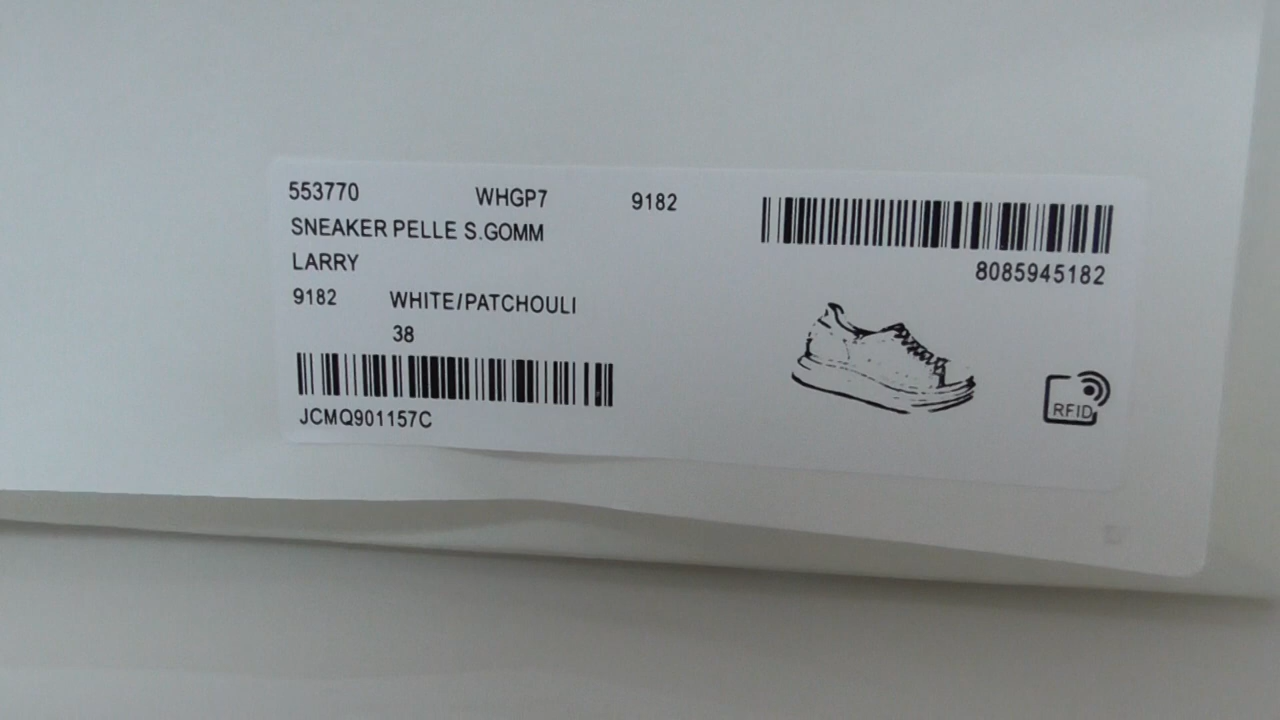 553770 WHGP7 9182
SNEAKER PELLE S.GOMM
LARRY
9182 WHITE/PATCHOULI
38
JCMQ901157C
8085945182
RFID